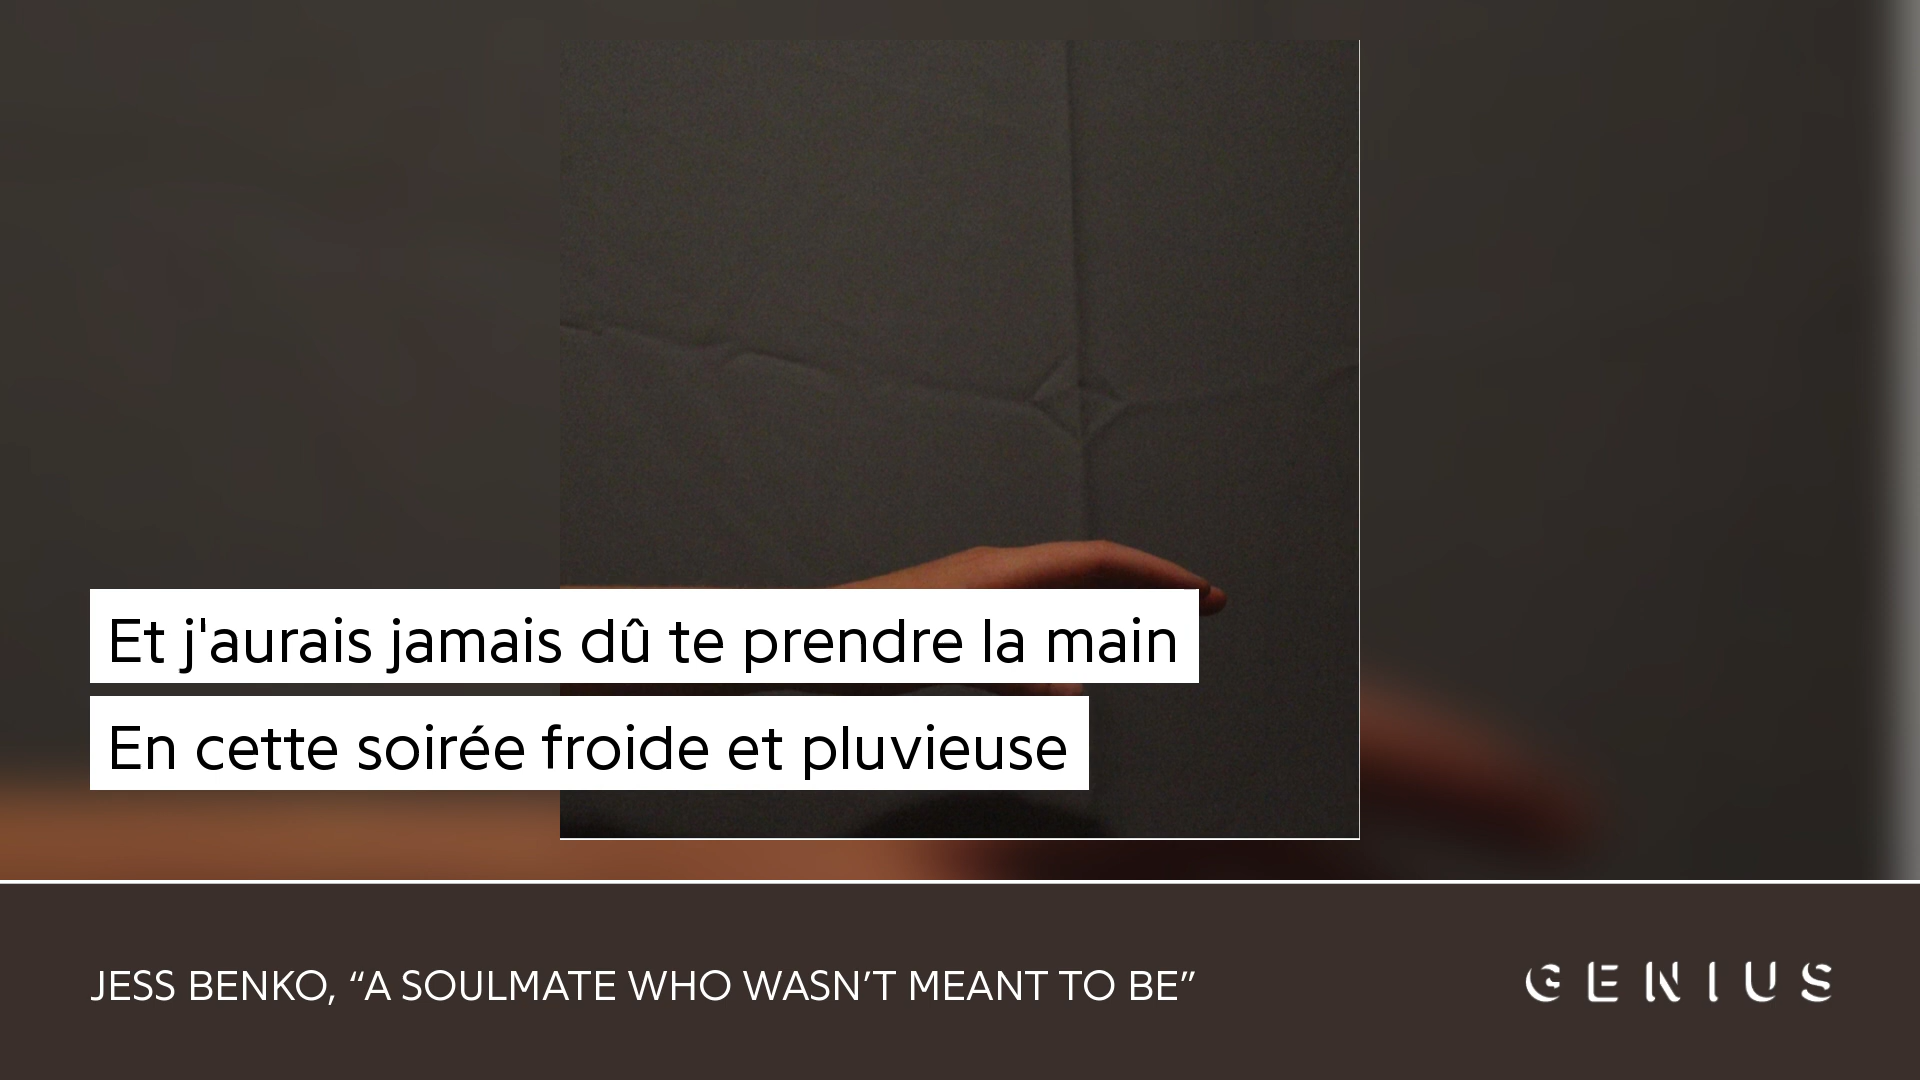 Et j'aurais jamais dû te prendre la main
En cette soirée froide et pluvieuse
JESS BENKO, “A SOULMATE WHO WASN’T MEANT TO BE”
GENIUS